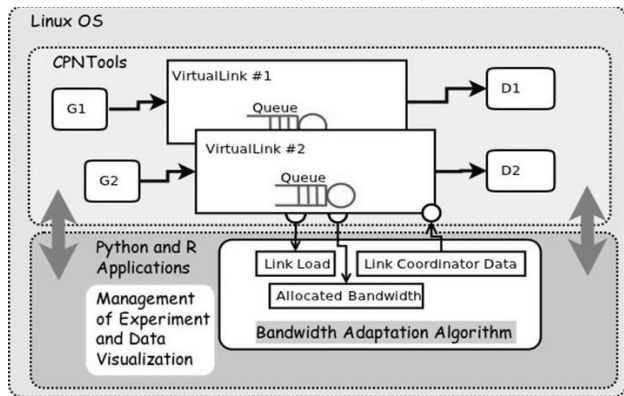 Linux OS
CPNTools
VirtualLink #1
G1
D1
Queue
VirtualLink #2
G2
D2
Queue
Python and R
Applications
Link Load
Link Coordinator Data
Allocated Bandwidth
Management
of Experiment
and Data
Visualization
Bandwidth Adaptation Algorithm